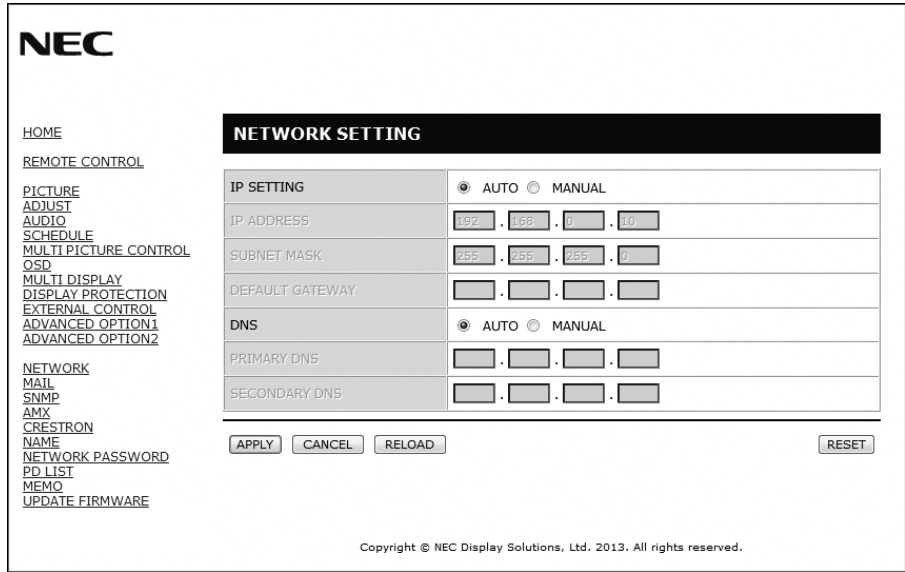 NEC
HOME
REMOTE CONTROL
PICTURE
ADJUST
AUDIO
SCHEDULE
MULTI PICTURE CONTROL
OSD
MULTI DISPLAY
DISPLAY PROTECTION
EXTERNAL CONTROL
ADVANCED OPTION1
ADVANCED OPTION2
NETWORK
MAIL
SNMP
AMX
CRESTRON
NAME
NETWORK PASSWORD
PD LIST
MEMO
UPDATE FIRMWARE
NETWORK SETTING
IP SETTING AUTO MANUAL
IP ADDRESS 192 . 168 . 0 . 10
SUBNET MASK 255 . 255 . 255 . 0
DEFAULT GATEWAY . . .
DNS AUTO MANUAL
PRIMARY DNS . . .
SECONDARY DNS . . .
APPLY CANCEL RELOAD RESET
Copyright © NEC Display Solutions, Ltd. 2013. All rights reserved.